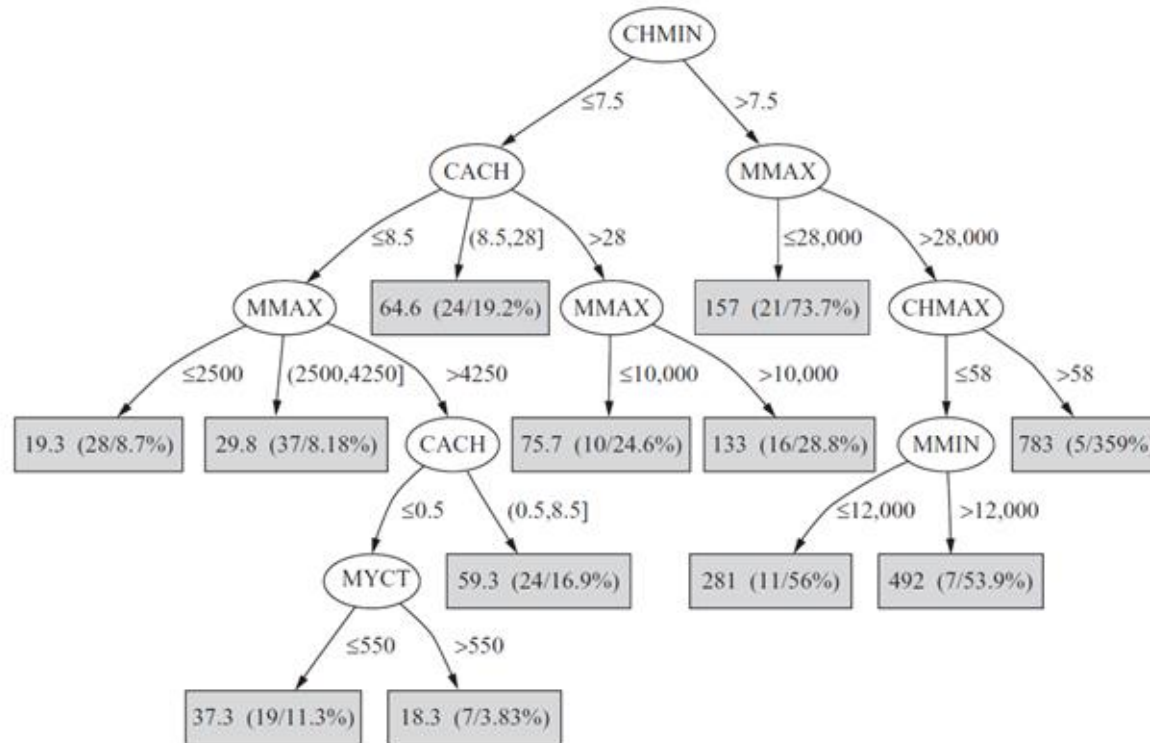 CHMIN
≤7.5 >7.5
CACH MMAX
≤8.5 (8.5,28] >28 ≤28,000 >28,000
MMAX 64.6 (24/19.2%) MMAX 157 (21/73.7%) CHMAX
≤2500 (2500,4250] >4250 ≤10,000 >10,000 ≤58 >58
19.3 (28/8.7%) 29.8 (37/8.18%) CACH 75.7 (10/24.6%) 133 (16/28.8%) MMIN 783 (5/359%)
≤0.5 (0.5,8.5] ≤12,000 >12,000
MYCT 59.3 (24/16.9%) 281 (11/56%) 492 (7/53.9%)
≤550 >550
37.3 (19/11.3%) 18.3 (7/3.83%)